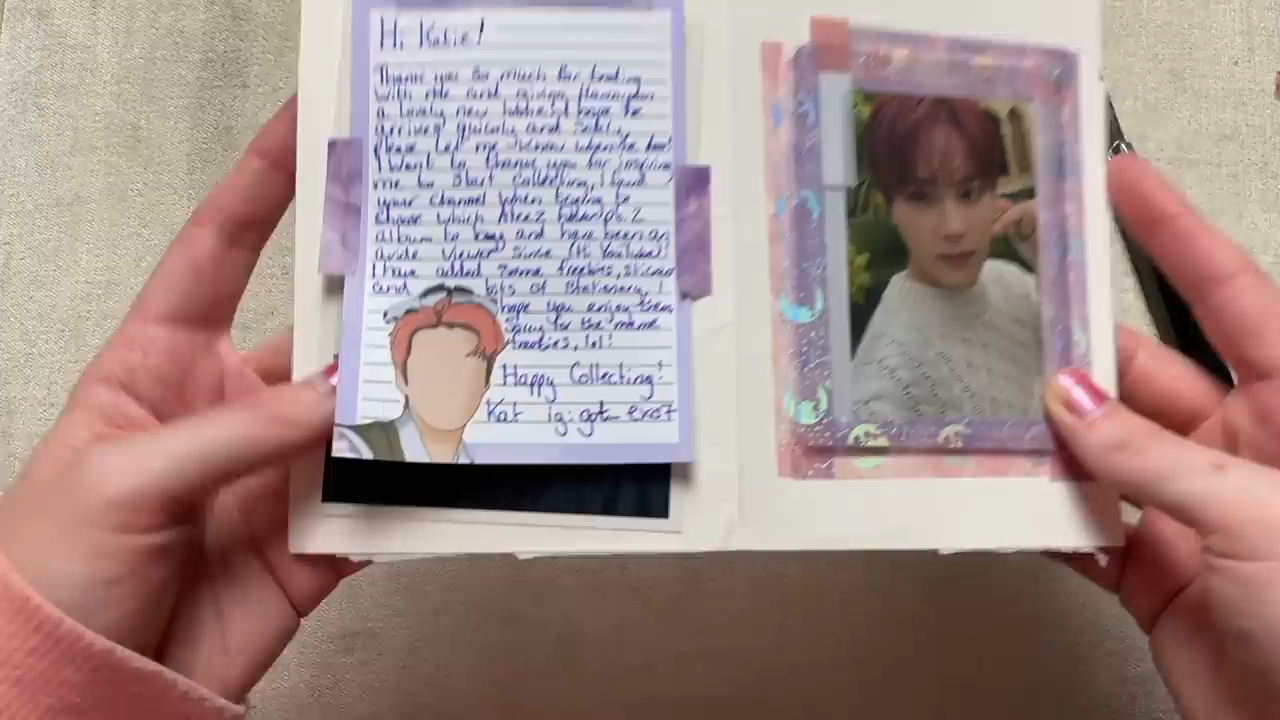 Hi Katie!
Thank you so much for trading
with me and giving
a lovely new home! I hope he
arrives quickly and safely,
please let me know when he does!
I want to thank you for inspiring
me to start collecting, I found
your channel when trying to
choose which Ateez
album to buy and have been an
avide viewer since (Hi YouTube)!
I have added some freebies, stickers
and bits of stationery, I
hope you enjoy them,
sorry for the meme
freebies, lol!
Happy Collecting!
Kat ig: got_exo7